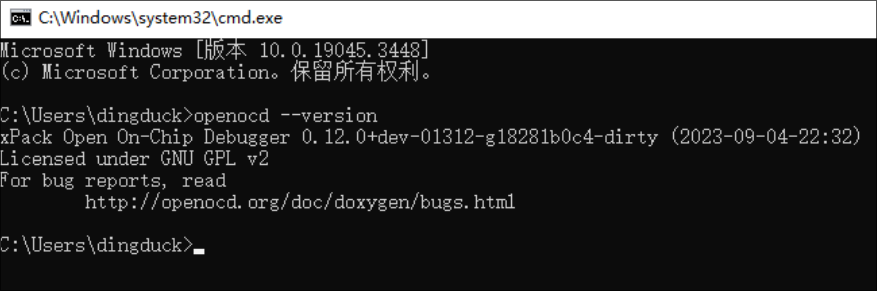 C:\Windows\system32\cmd.exe
Microsoft Windows [版本 10.0.19045.3448]
(c) Microsoft Corporation。保留所有权利。
C:\Users\dingduck>openocd --version
xPack Open On-Chip Debugger 0.12.0+dev-01312-g18281b0c4-dirty (2023-09-04-22:32)
Licensed under GNU GPL v2
For bug reports, read
http://openocd.org/doc/doxygen/bugs.html
C:\Users\dingduck>